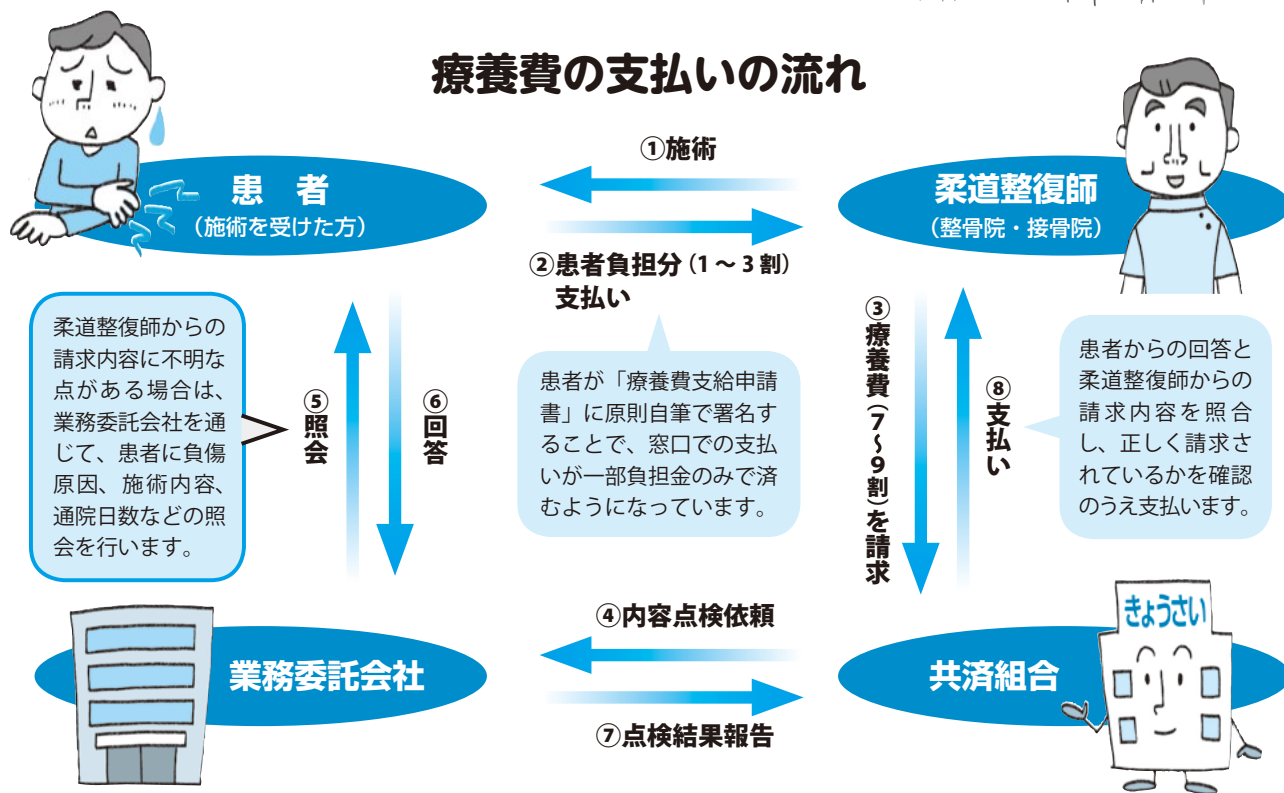 療養費の支払いの流れ
①施術
患 者
(施術を受けた方)
柔道整復師
(整骨院・接骨院)
②患者負担分(1~3割)
支払い
柔道整復師からの
請求内容に不明な
点がある場合は、
業務委託会社を通
じて、患者に負傷
原因、施術内容、
通院日数などの照
会を行います。
⑤照会
⑥回答
患者が「療養費支給申請
書」に原則自筆で署名す
ることで、窓口での支払
いが一部負担金のみで済
むようになっています。
③療養費(7~9割)を請求
⑧支払い
患者からの回答と
柔道整復師からの
請求内容を照合
し、正しく請求さ
れているかを確認
のうえ支払います。
④内容点検依頼
業務委託会社
きょうさい
共済組合
⑦点検結果報告